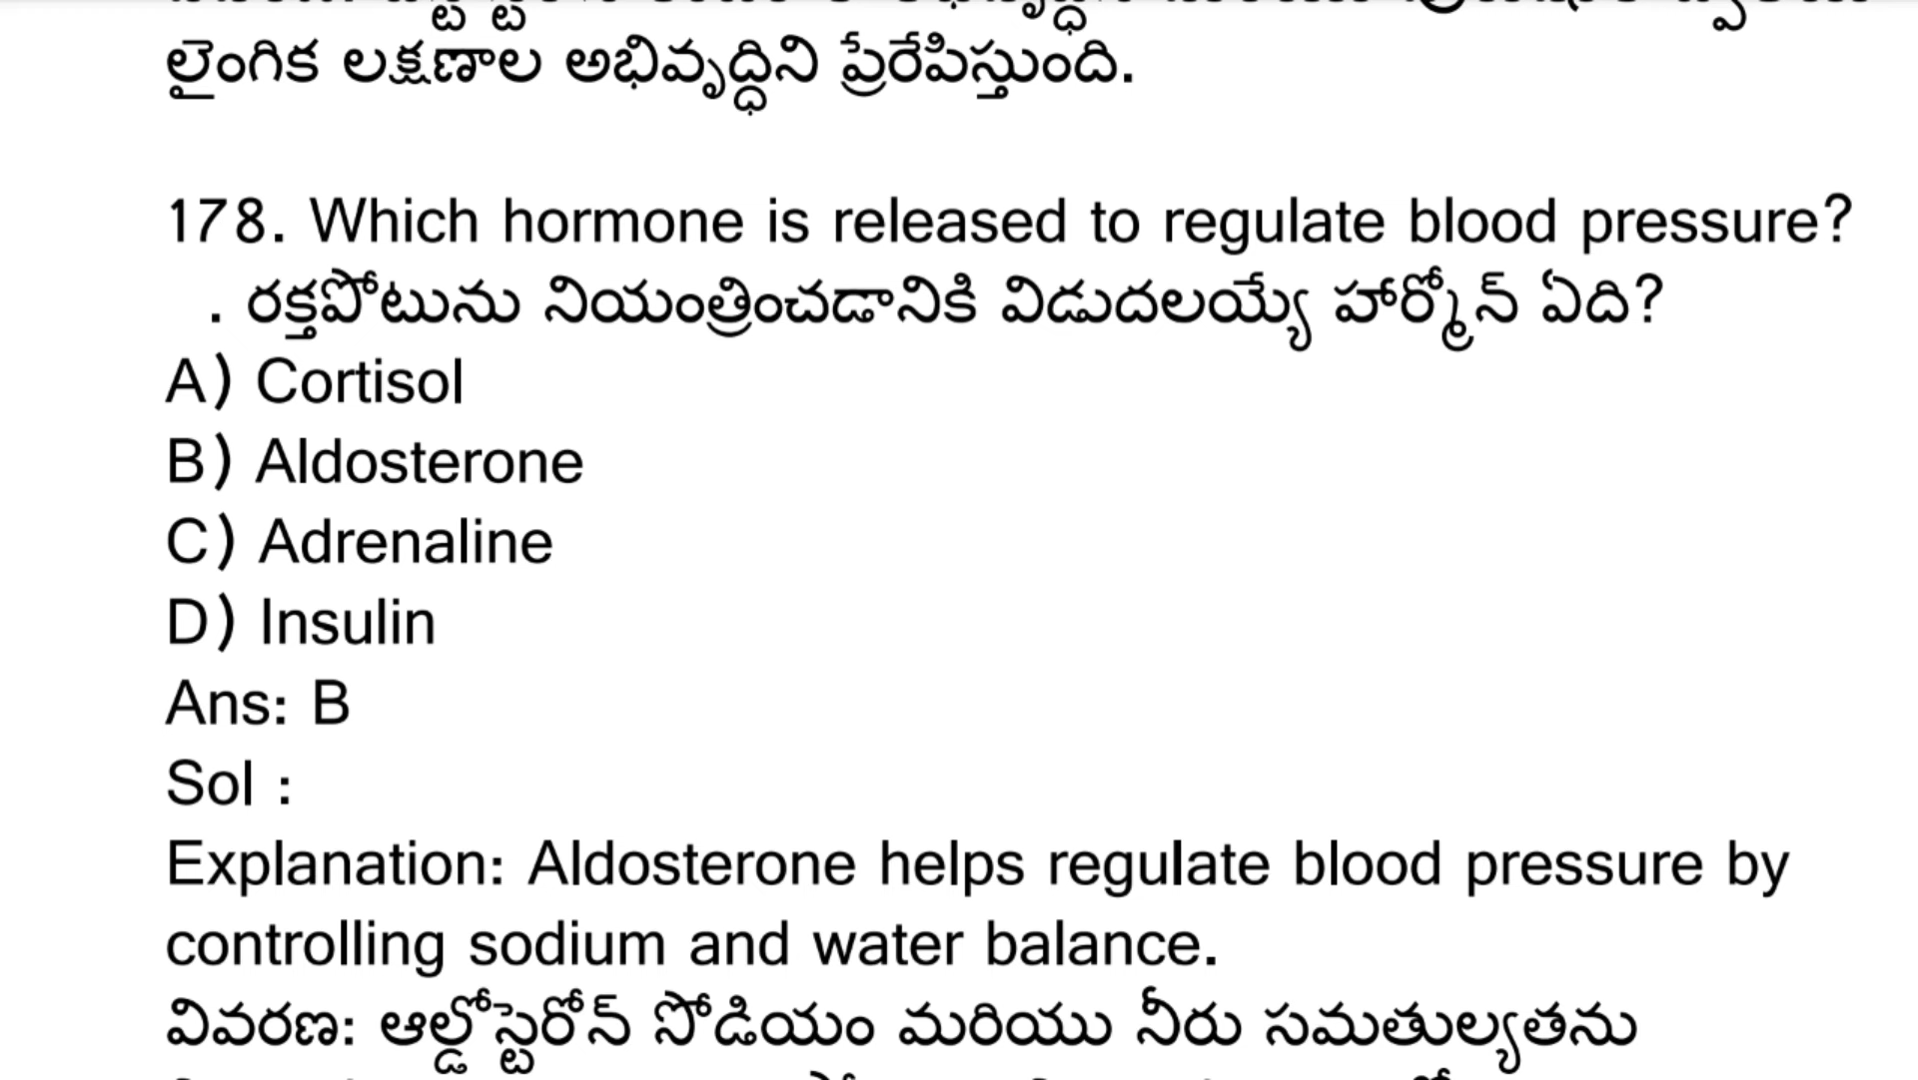 లైంగిక లక్షణాల అభివృద్ధిని ప్రేరేపిస్తుంది.
178. Which hormone is released to regulate blood pressure?
. రక్తపోటును నియంత్రించడానికి విడుదలయ్యే హార్మోన్ ఏది?
A) Cortisol
B) Aldosterone
C) Adrenaline
D) Insulin
Ans: B
Sol :
Explanation: Aldosterone helps regulate blood pressure by
controlling sodium and water balance.
వివరణ: ఆల్డోస్టెరోన్ సోడియం మరియు నీరు సమతుల్యతను